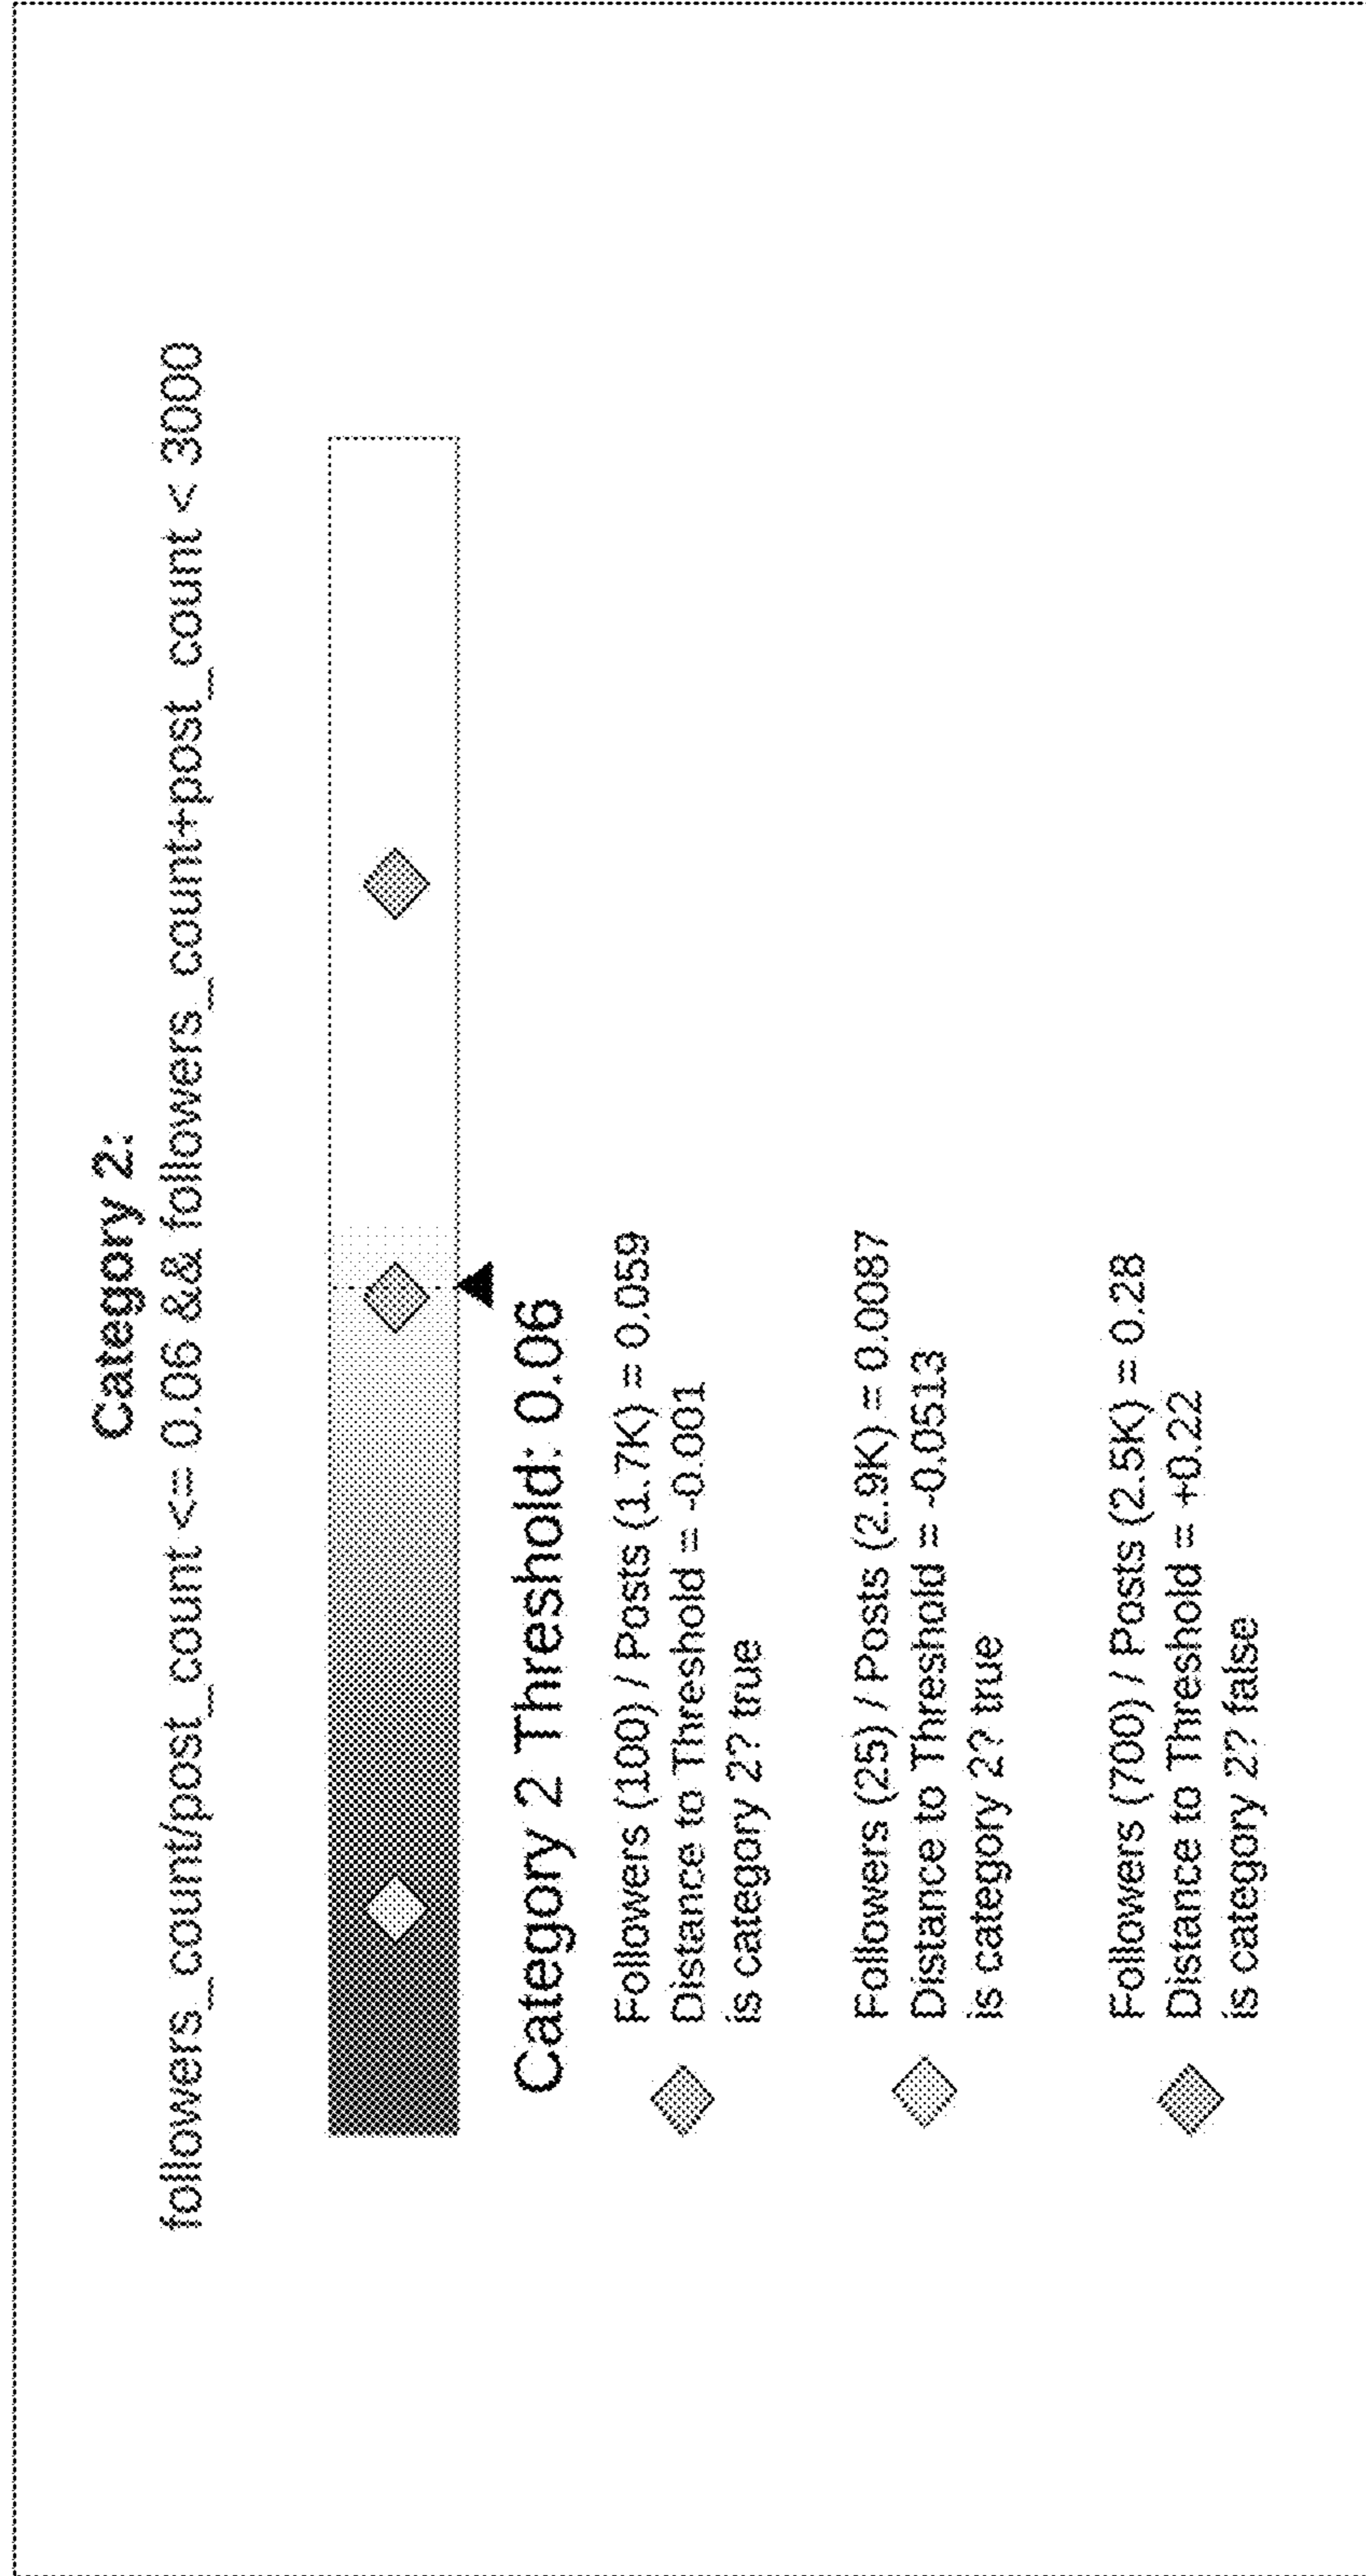 Category 2:
followers_count/post_count <= 0.06 && followers_count+post_count < 3000
Category 2 Threshold: 0.06
Followers (100) / Posts (1.7K) = 0.059
Distance to Threshold = -0.001
is category 2? true
Followers (25) / Posts (2.9K) = 0.0087
Distance to Threshold = -0.0513
is category 2? true
Followers (700) / Posts (2.5K) = 0.28
Distance to Threshold = +0.22
is category 2? false